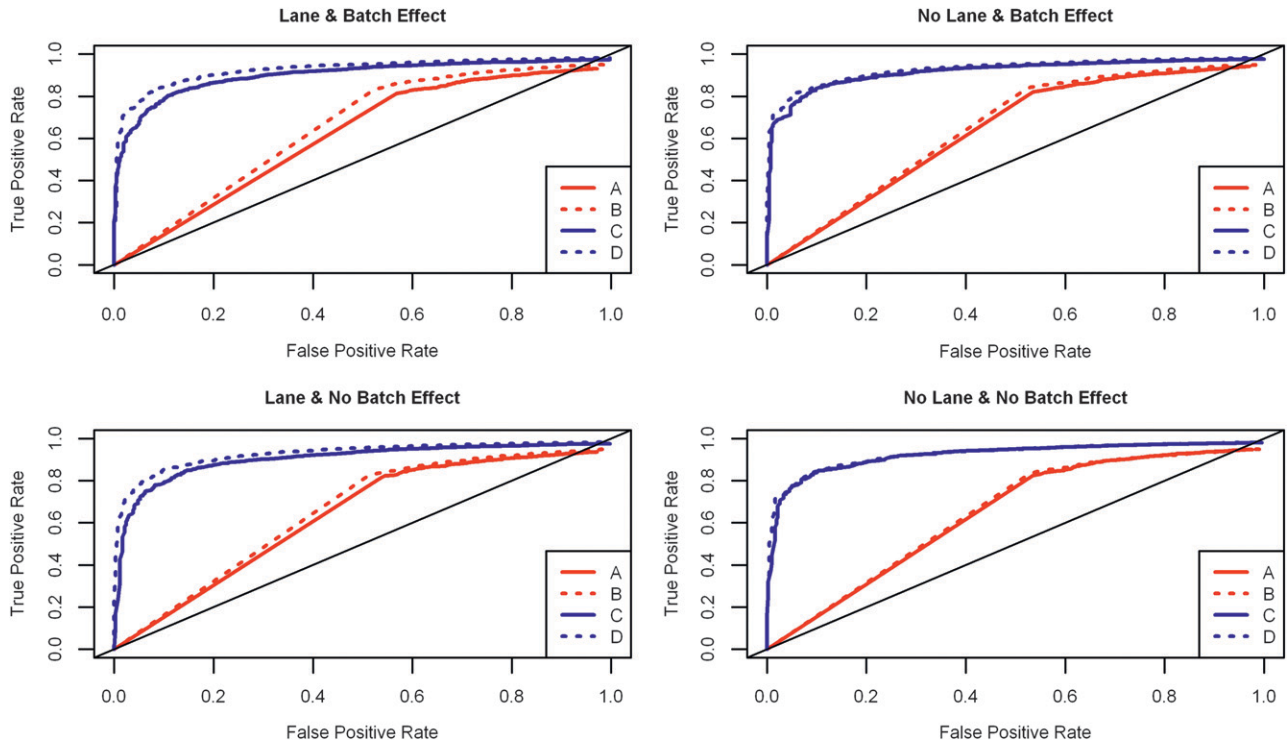 Lane & Batch Effect
True Positive Rate
1.0
0.8
0.6
0.4
0.2
0.0
A
B
C
D
0.0 0.2 0.4 0.6 0.8 1.0
False Positive Rate
No Lane & Batch Effect
True Positive Rate
1.0
0.8
0.6
0.4
0.2
0.0
A
B
C
D
0.0 0.2 0.4 0.6 0.8 1.0
False Positive Rate
Lane & No Batch Effect
True Positive Rate
1.0
0.8
0.6
0.4
0.2
0.0
A
B
C
D
0.0 0.2 0.4 0.6 0.8 1.0
False Positive Rate
No Lane & No Batch Effect
True Positive Rate
1.0
0.8
0.6
0.4
0.2
0.0
A
B
C
D
0.0 0.2 0.4 0.6 0.8 1.0
False Positive Rate